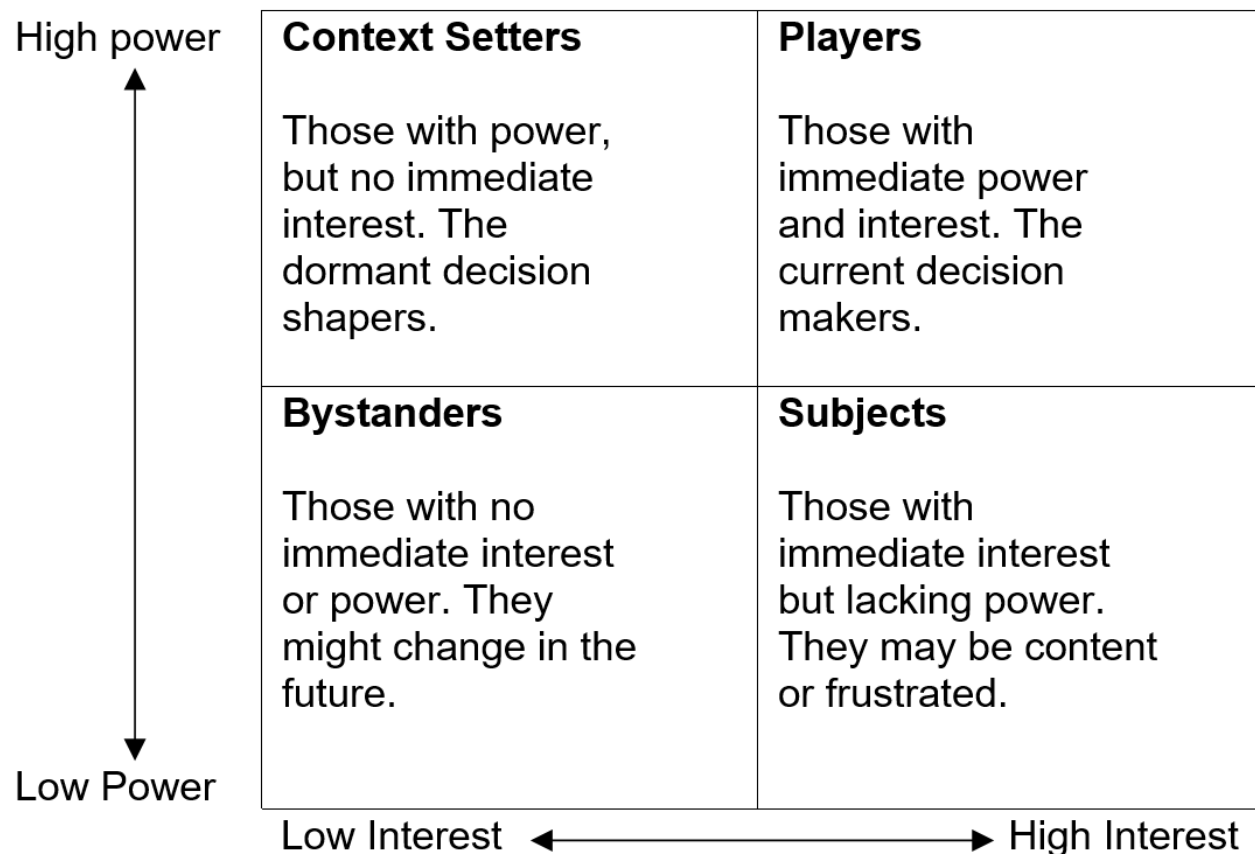 High power
Context Setters
Those with power,
but no immediate
interest. The
dormant decision
shapers.
Players
Those with
immediate power
and interest. The
current decision
makers.
Bystanders
Those with no
immediate interest
or power. They
might change in the
future.
Subjects
Those with
immediate interest
but lacking power.
They may be content
or frustrated.
Low Power
Low Interest
High Interest